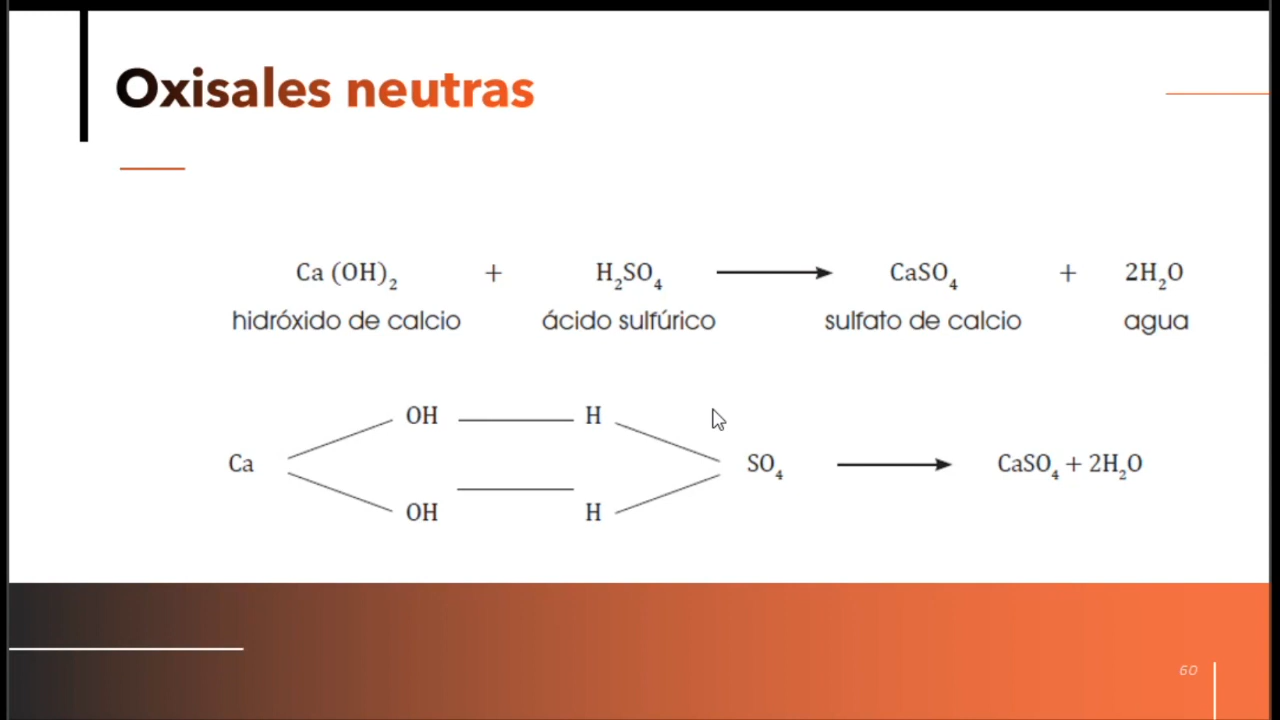 Oxisales neutras
Ca (OH)₂ + H₂SO₄ ⟶ CaSO₄ + 2H₂O
hidróxido de calcio ácido sulfúrico sulfato de calcio agua
OH H
Ca SO₄ ⟶ CaSO₄ + 2H₂O
OH H
60